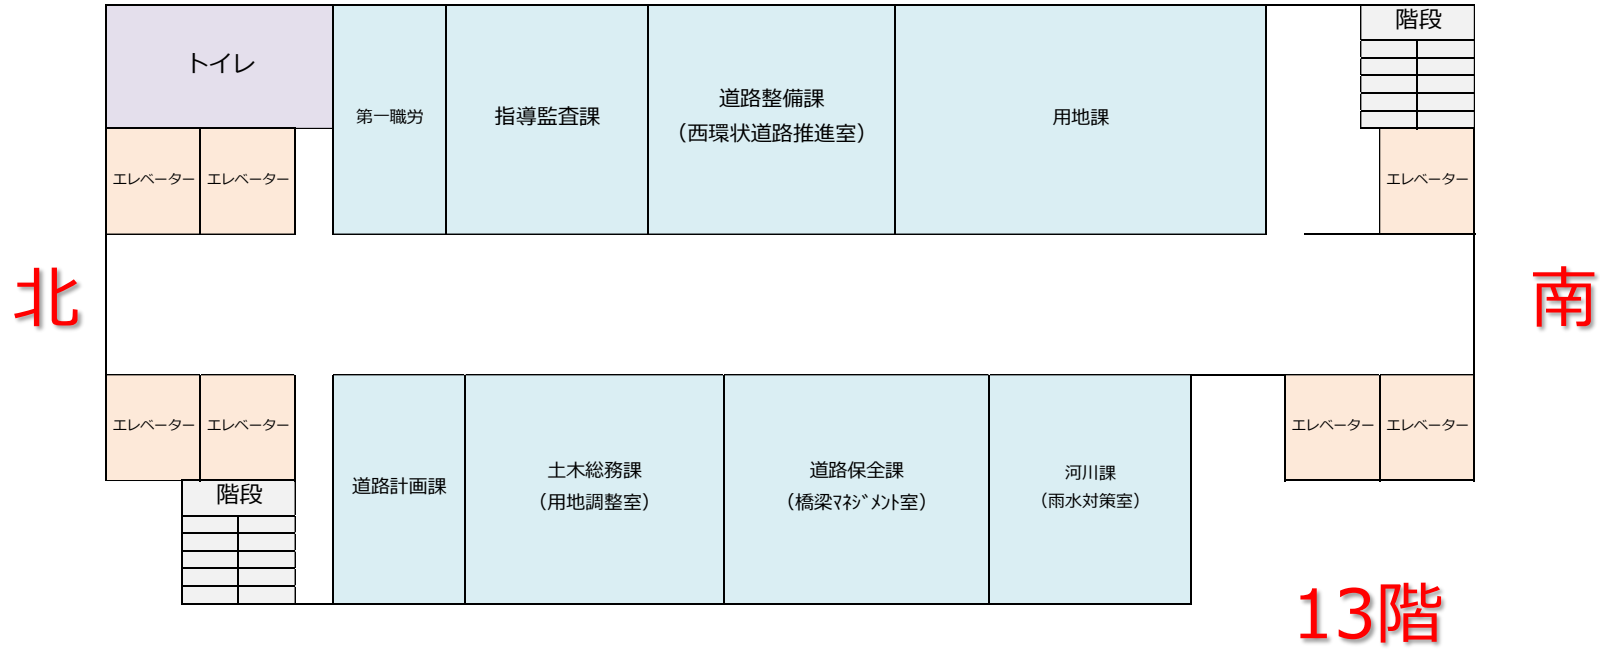 階段
トイレ
第一職労
指導監査課
道路整備課
（西環状道路推進室）
用地課
エレベーター
エレベーター
エレベーター
北
南
エレベーター
エレベーター
エレベーター
エレベーター
階段
道路計画課
土木総務課
（用地調整室）
道路保全課
（橋梁ﾏﾈｼﾞﾒﾝﾄ室）
河川課
（雨水対策室）
13階